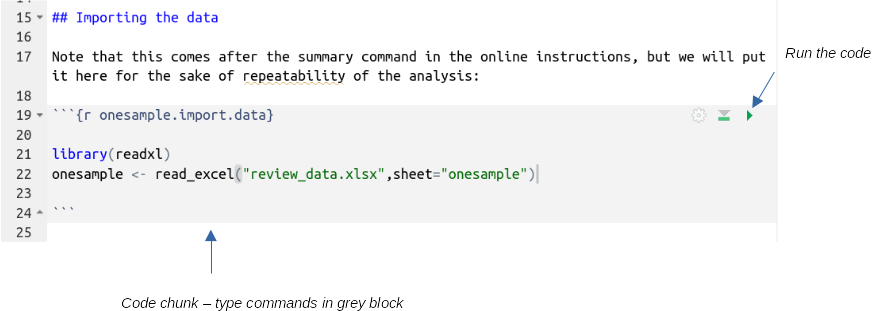 15 ## Importing the data
16
17 Note that this comes after the summary command in the online instructions, but we will put
it here for the sake of repeatability of the analysis:
Run the code
18
19 ```{r onesample.import.data}
20
21 library(readxl)
22 onesample <- read_excel("review_data.xlsx",sheet="onesample")
23
24 ```
25
Code chunk – type commands in grey block